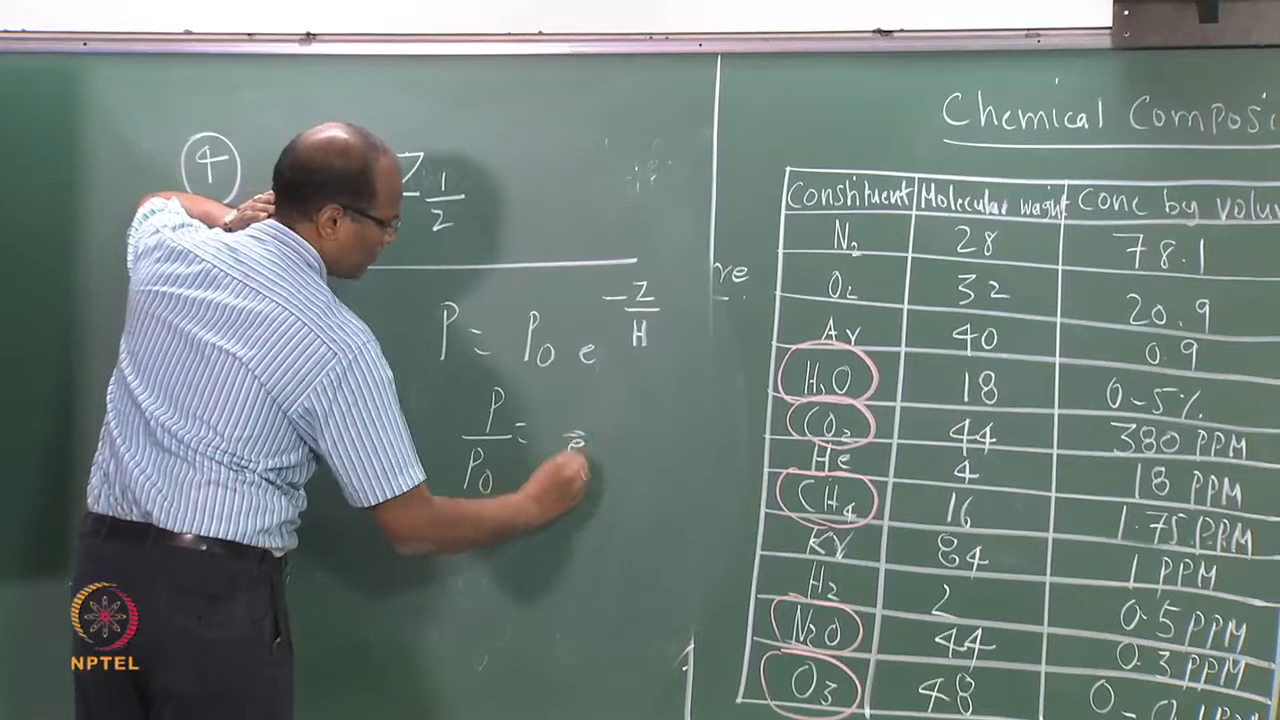 4 Z 1/2
P = P0 e -Z/H
P/P0 = e
re
Chemical Composi
Constituent Molecular waight Conc by volu
N2 28 78.1
O2 32 20.9
Ar 40 0.9
H2O 18 0-5%
CO2 44 380 PPM
He 4 18 PPM
CH4 16 1.75 PPM
Kr 84 1 PPM
H2 2 0.5 PPM
N2O 44 0.3 PPM
O3 48 0-
NPTEL